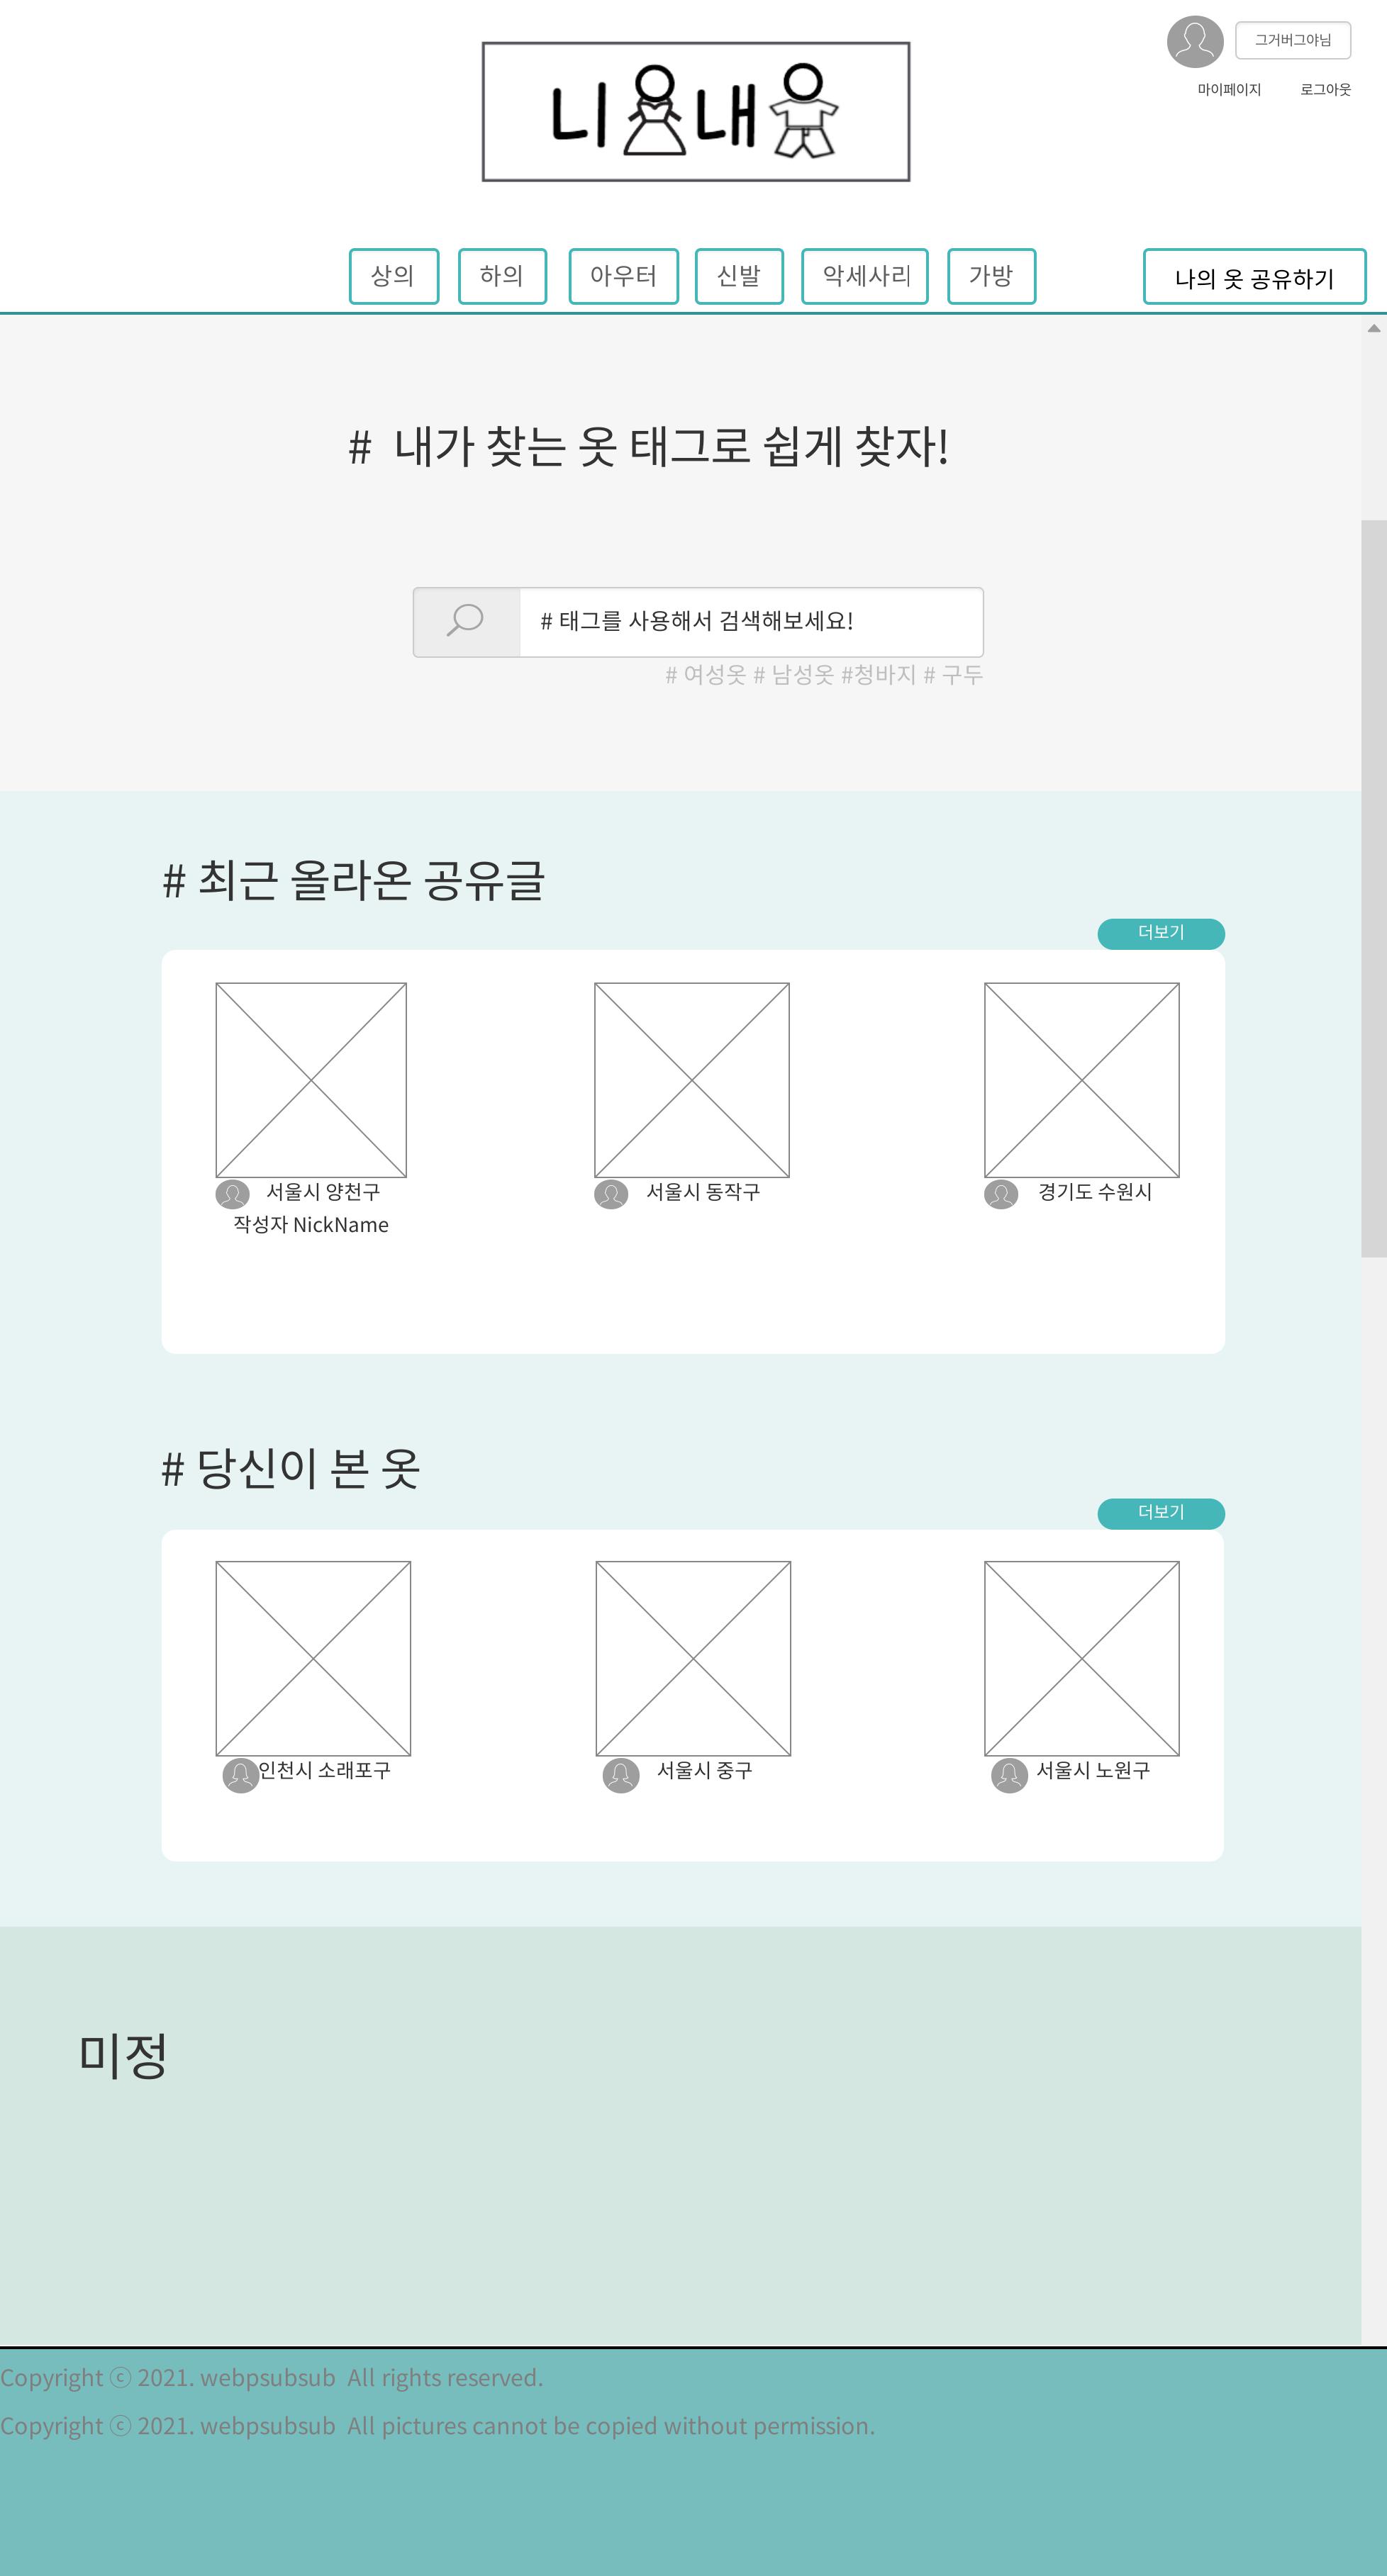 그거버그야님
니옷내옷
마이페이지 로그아웃
상의 하의 아우터 신발 악세사리 가방 나의 옷 공유하기
# 내가 찾는 옷 태그로 쉽게 찾자!
# 태그를 사용해서 검색해보세요!
# 여성옷 # 남성옷 #청바지 # 구두
# 최근 올라온 공유글
더보기
서울시 양천구 서울시 동작구 경기도 수원시
작성자 NickName
# 당신이 본 옷
더보기
인천시 소래포구 서울시 중구 서울시 노원구
미정
Copyright ⓒ 2021. webpsubsub All rights reserved.
Copyright ⓒ 2021. webpsubsub All pictures cannot be copied without permission.